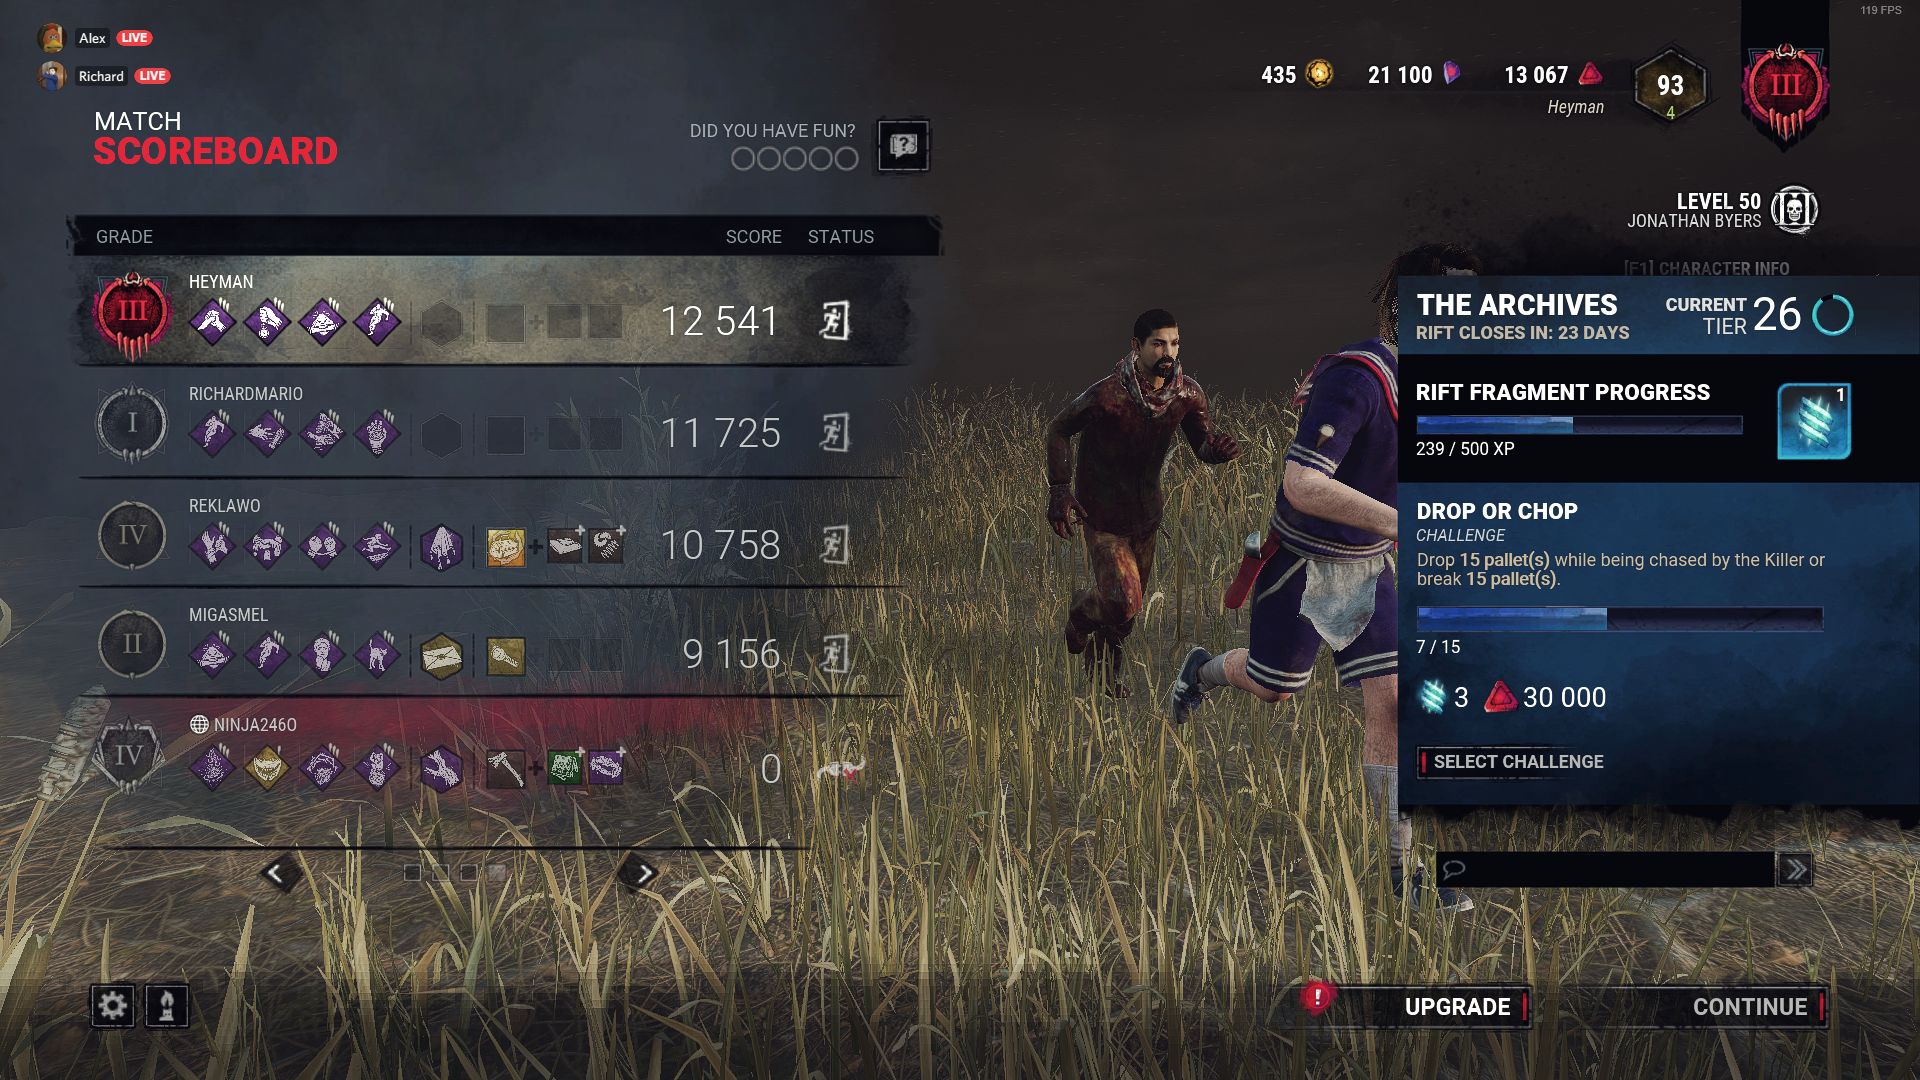 119 FPS
Alex LIVE
Richard LIVE
435 21 100 13 067
Heyman
93
4
III
MATCH
SCOREBOARD
DID YOU HAVE FUN?
LEVEL 50
JONATHAN BYERS
[F1] CHARACTER INFO
GRADE SCORE STATUS
III HEYMAN 12 541
I RICHARDMARIO 11 725
IV REKLAWO 10 758
II MIGASMEL 9 156
IV NINJA246O 0
THE ARCHIVES
RIFT CLOSES IN: 23 DAYS
CURRENT
TIER 26
RIFT FRAGMENT PROGRESS
1
239 / 500 XP
DROP OR CHOP
CHALLENGE
Drop 15 pallet(s) while being chased by the Killer or
break 15 pallet(s).
7 / 15
3 30 000
SELECT CHALLENGE
! UPGRADE
CONTINUE